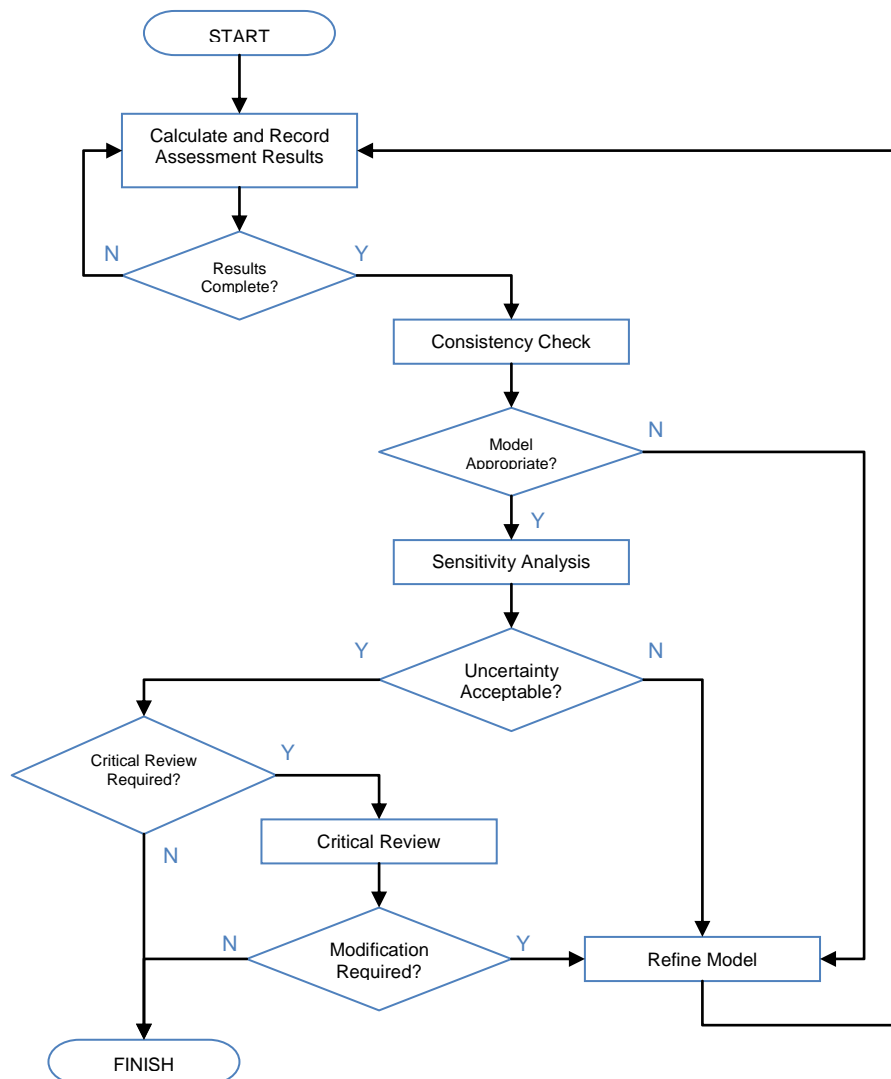 START
Calculate and Record
Assessment Results
N
Y
Results
Complete?
Consistency Check
Model
Appropriate?
N
Y
Sensitivity Analysis
Y
N
Uncertainty
Acceptable?
Critical Review
Required?
Y
Critical Review
N
N
Modification
Required?
Y
Refine Model
FINISH